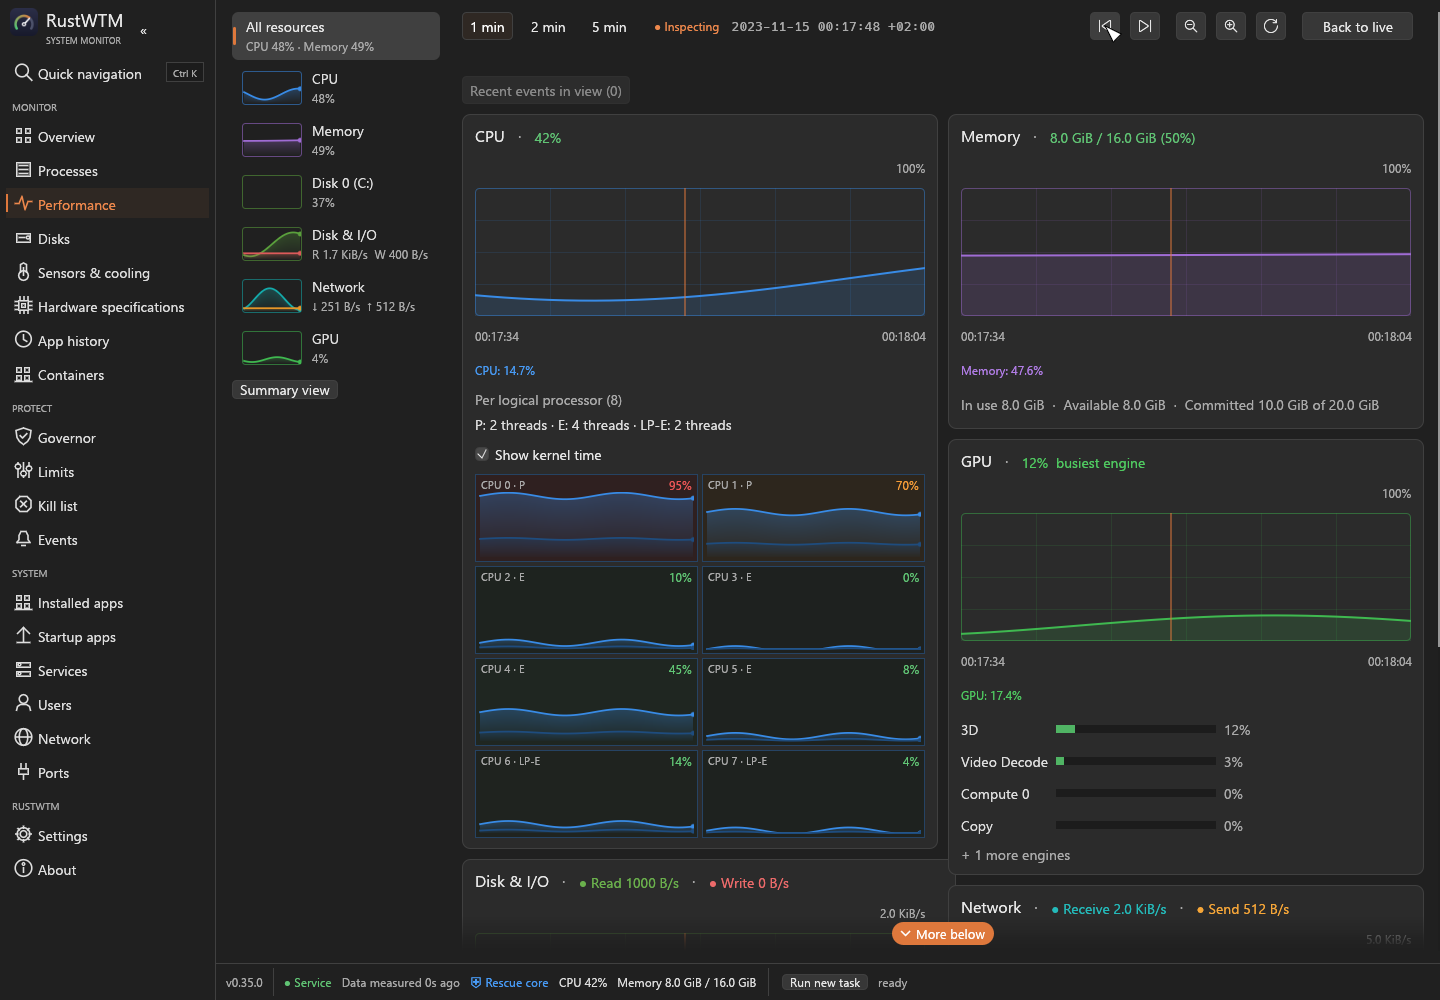 RustWTM
SYSTEM MONITOR
«
Quick navigation
Ctrl K
MONITOR
Overview
Processes
Performance
Disks
Sensors & cooling
Hardware specifications
App history
Containers
PROTECT
Governor
Limits
Kill list
Events
SYSTEM
Installed apps
Startup apps
Services
Users
Network
Ports
RUSTWTM
Settings
About
All resources
CPU 48% · Memory 49%
CPU
48%
Memory
49%
Disk 0 (C:)
37%
Disk & I/O
R 1.7 KiB/s W 400 B/s
Network
↓ 251 B/s ↑ 512 B/s
GPU
4%
Summary view
1 min
2 min
5 min
● Inspecting
2023-11-15 00:17:48 +02:00
Back to live
Recent events in view (0)
CPU · 42%
100%
00:17:34
00:18:04
CPU: 14.7%
Per logical processor (8)
P: 2 threads · E: 4 threads · LP-E: 2 threads
Show kernel time
CPU 0 · P
95%
CPU 1 · P
70%
CPU 2 · E
10%
CPU 3 · E
0%
CPU 4 · E
45%
CPU 5 · E
8%
CPU 6 · LP-E
14%
CPU 7 · LP-E
4%
Disk & I/O · ● Read 1000 B/s · ● Write 0 B/s
2.0 KiB/s
Memory · 8.0 GiB / 16.0 GiB (50%)
100%
00:17:34
00:18:04
Memory: 47.6%
In use 8.0 GiB · Available 8.0 GiB · Committed 10.0 GiB of 20.0 GiB
GPU · 12% busiest engine
100%
00:17:34
00:18:04
GPU: 17.4%
3D
12%
Video Decode
3%
Compute 0
0%
Copy
0%
+ 1 more engines
Network · ● Receive 2.0 KiB/s · ● Send 512 B/s
5.0 KiB/s
More below
v0.35.0
● Service
Data measured 0s ago
Rescue core
CPU 42%
Memory 8.0 GiB / 16.0 GiB
Run new task
ready